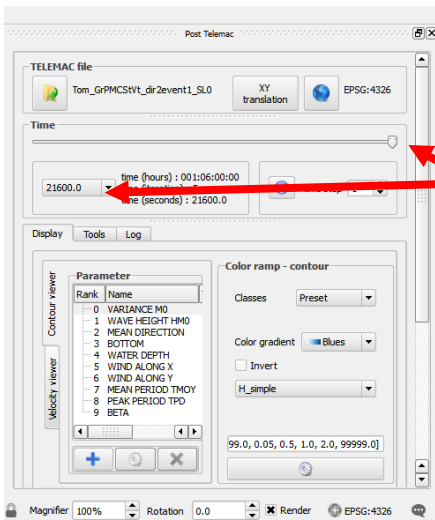 Post Telemac
TELEMAC file
Tom_GrPMCStVt_dir2event1_SL0
XY
translation
EPSG:4326
Time
time (hours) : 001:06:00:00
21600.0
time (seconds) : 21600.0
Display Tools Log
Contour viewer
Velocity viewer
Parameter
Rank Name
0 VARIANCE M0
1 WAVE HEIGHT HM0
2 MEAN DIRECTION
3 BOTTOM
4 WATER DEPTH
5 WIND ALONG X
6 WIND ALONG Y
7 MEAN PERIOD TMOY
8 PEAK PERIOD TPD
9 BETA
Color ramp - contour
Classes Preset
Color gradient Blues
Invert
H_simple
99.0, 0.05, 0.5, 1.0, 2.0, 99999.0]
Magnifier 100% Rotation 0.0 Render EPSG:4326